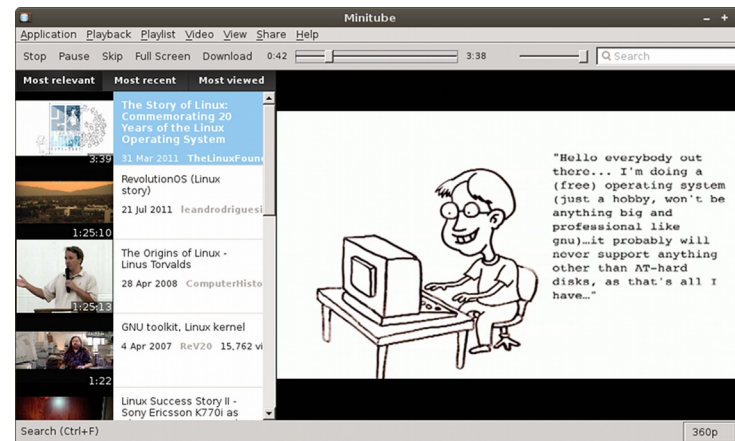 Minitube
Application Playback Playlist Video View Share Help
Stop Pause Skip Full Screen Download 0:42 3:38 Search
Most relevant Most recent Most viewed
The Story of Linux:
Commemorating 20
Years of the Linux
Operating System
31 Mar 2011 TheLinuxFoun
3:39
RevolutionOS (Linux
story)
21 Jul 2011 leandrodriguesi
1:25:10
The Origins of Linux -
Linus Torvalds
28 Apr 2008 ComputerHisto
1:25:13
GNU toolkit, Linux kernel
4 Apr 2007 ReV20 15,762 vi
1:22
Linux Success Story II -
Sony Ericsson K770i as
"Hello everybody out
there... I'm doing a
(free) operating system
(just a hobby, won't be
anything big and
professional like
gnu)…it probably will
never support anything
other than AT-hard
disks, as that's all I
have…"
Search (Ctrl+F) 360p